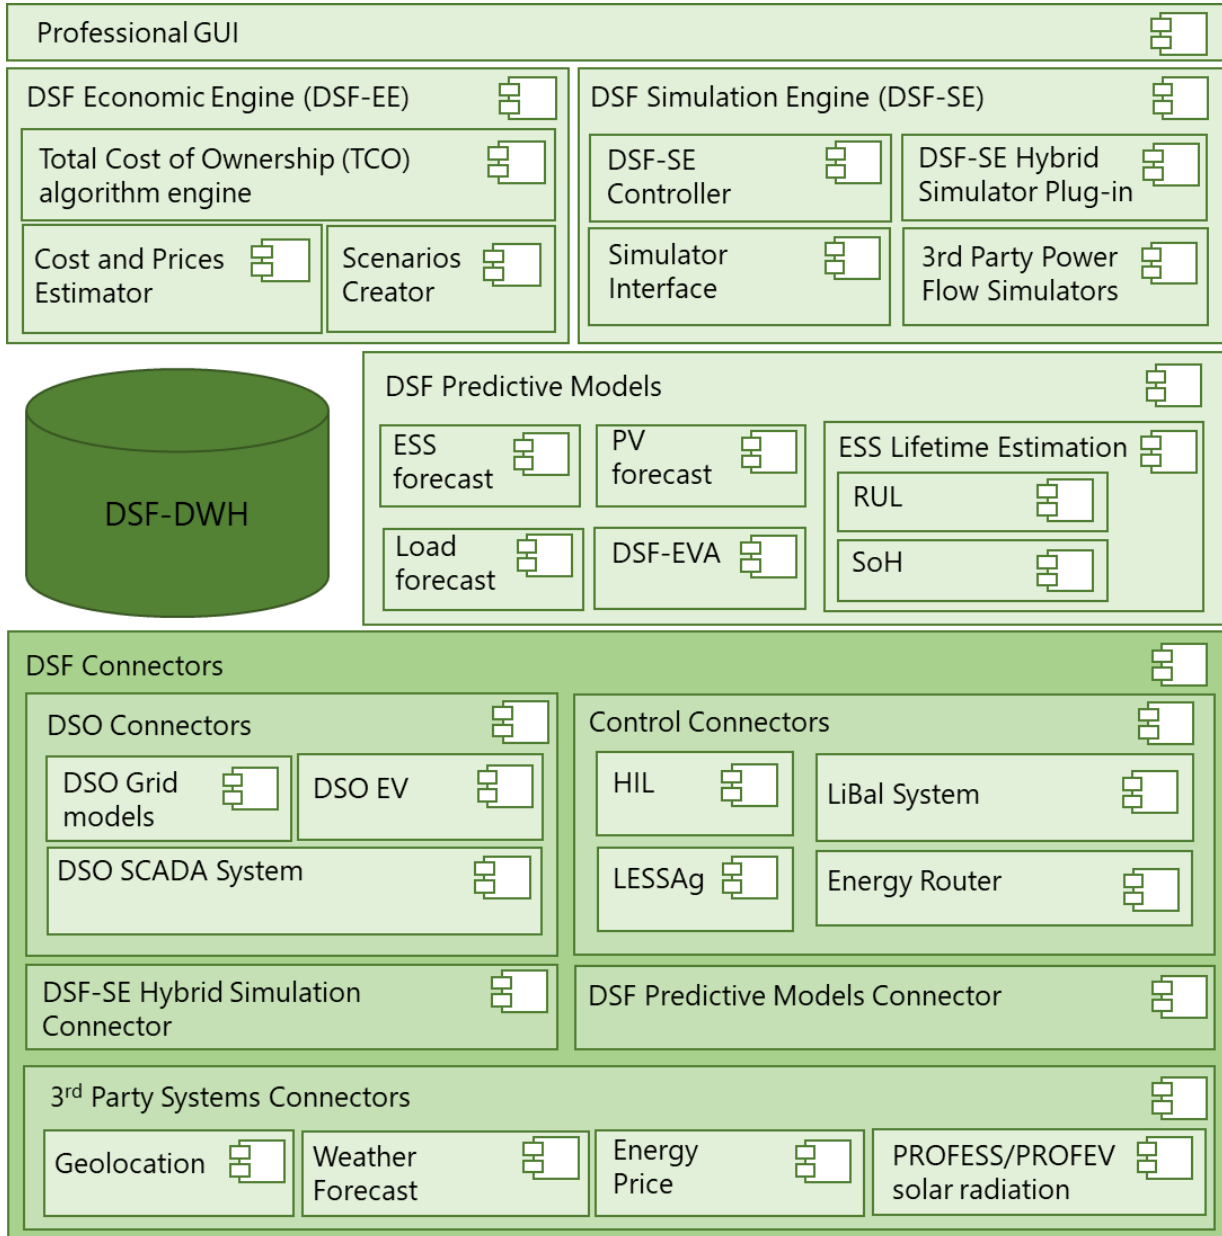 Professional GUI
DSF Economic Engine (DSF-EE)
Total Cost of Ownership (TCO)
algorithm engine
Cost and Prices
Estimator
Scenarios
Creator
DSF Simulation Engine (DSF-SE)
DSF-SE
Controller
DSF-SE Hybrid
Simulator Plug-in
Simulator
Interface
3rd Party Power
Flow Simulators
DSF-DWH
DSF Predictive Models
ESS
forecast
PV
forecast
Load
forecast
DSF-EVA
ESS Lifetime Estimation
RUL
SoH
DSF Connectors
DSO Connectors
DSO Grid
models
DSO EV
DSO SCADA System
Control Connectors
HIL
LiBal System
LESSAg
Energy Router
DSF-SE Hybrid Simulation
Connector
DSF Predictive Models Connector
3rd Party Systems Connectors
Geolocation
Weather
Forecast
Energy
Price
PROFESS/PROFEV
solar radiation